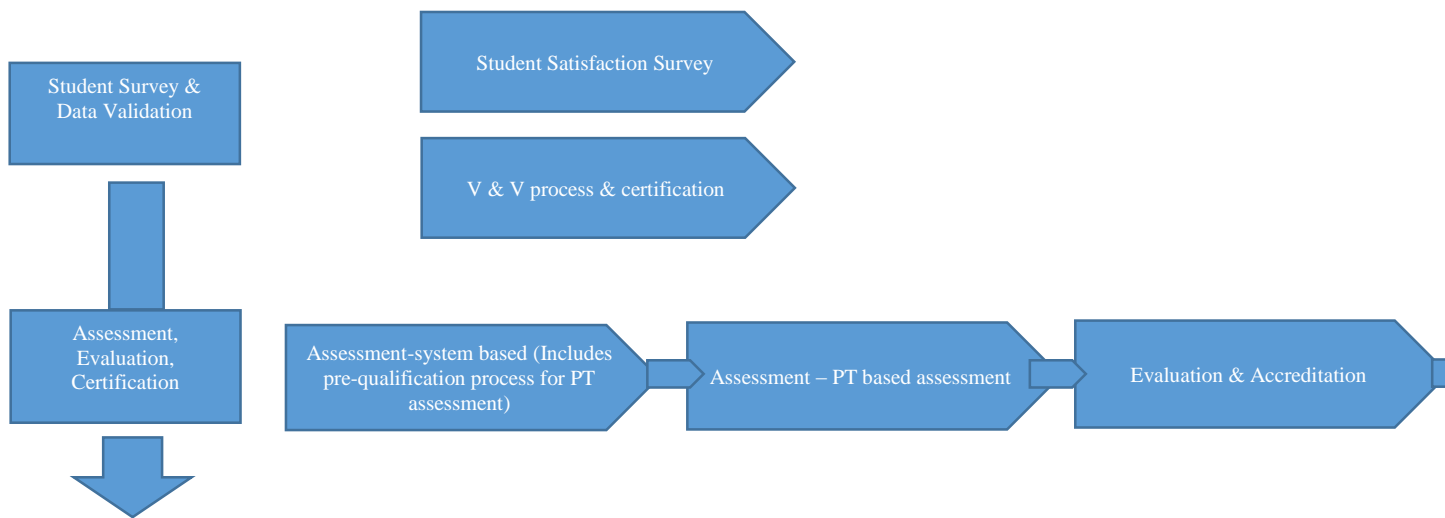 Student Satisfaction Survey
Student Survey &
Data Validation
V & V process & certification
Assessment,
Evaluation,
Certification
Assessment-system based (Includes
pre-qualification process for PT
assessment)
Assessment – PT based assessment
Evaluation & Accreditation